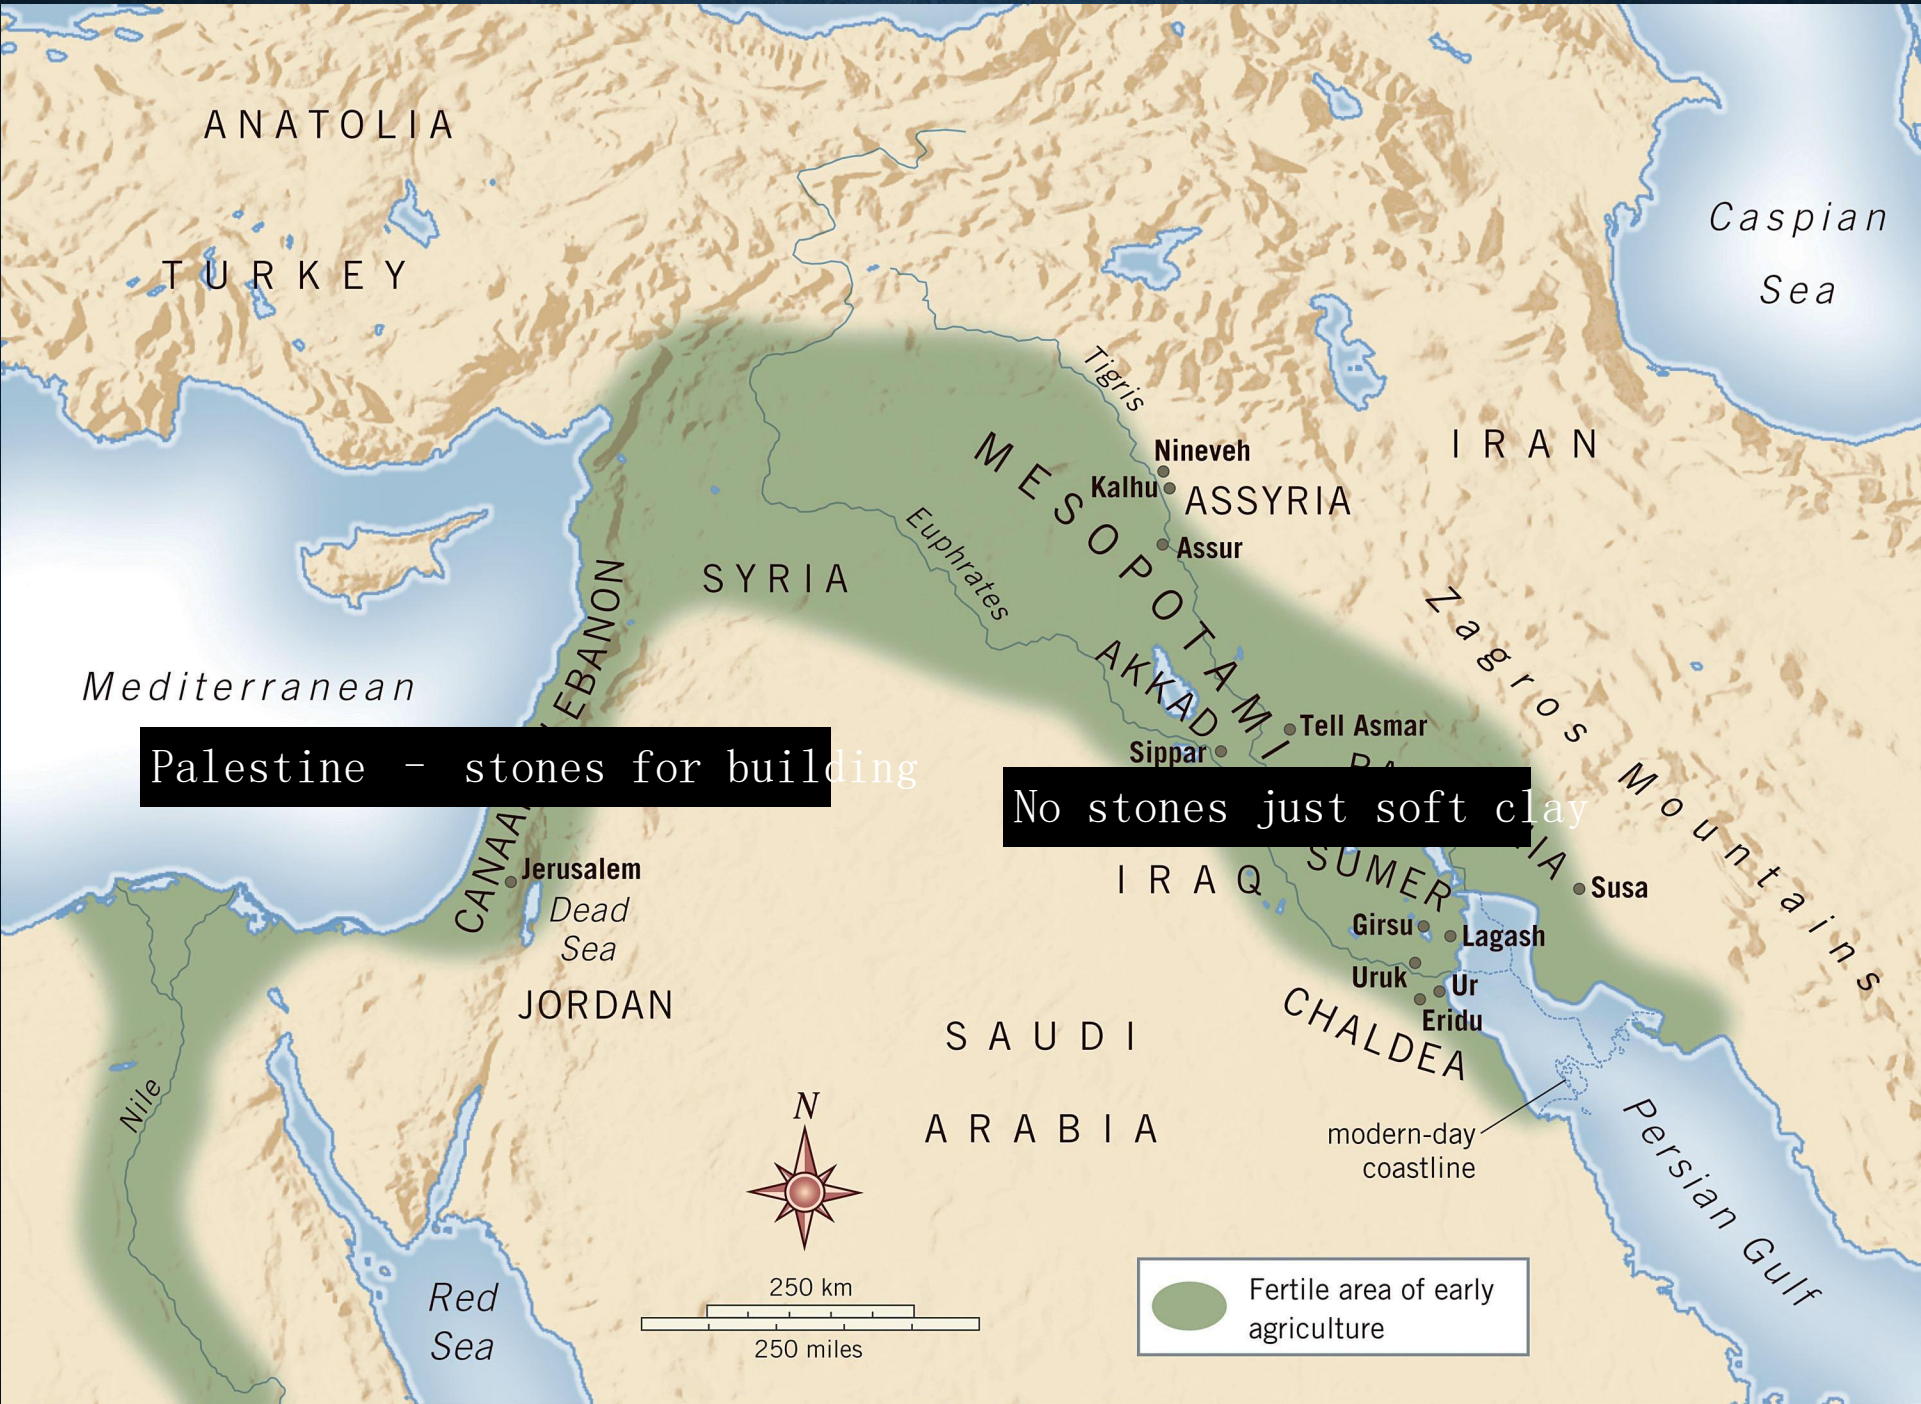 ANATOLIA
TURKEY
Caspian
Sea
Tigris
IRAN
MESOPOTAMI
Nineveh
Kalhu
ASSYRIA
Assur
Euphrates
SYRIA
Zagros Mountains
AKKAD
Mediterranean
Tell Asmar
Sippar
Palestine - stones for building
No stones just soft clay
Jerusalem
Dead
Sea
IRAQ
SUMER
Susa
Girsu
Lagash
Uruk
Ur
Eridu
JORDAN
CHALDEA
SAUDI
ARABIA
Nile
N
modern-day
coastline
Persian Gulf
Red
Sea
250 km
250 miles
Fertile area of early
agriculture